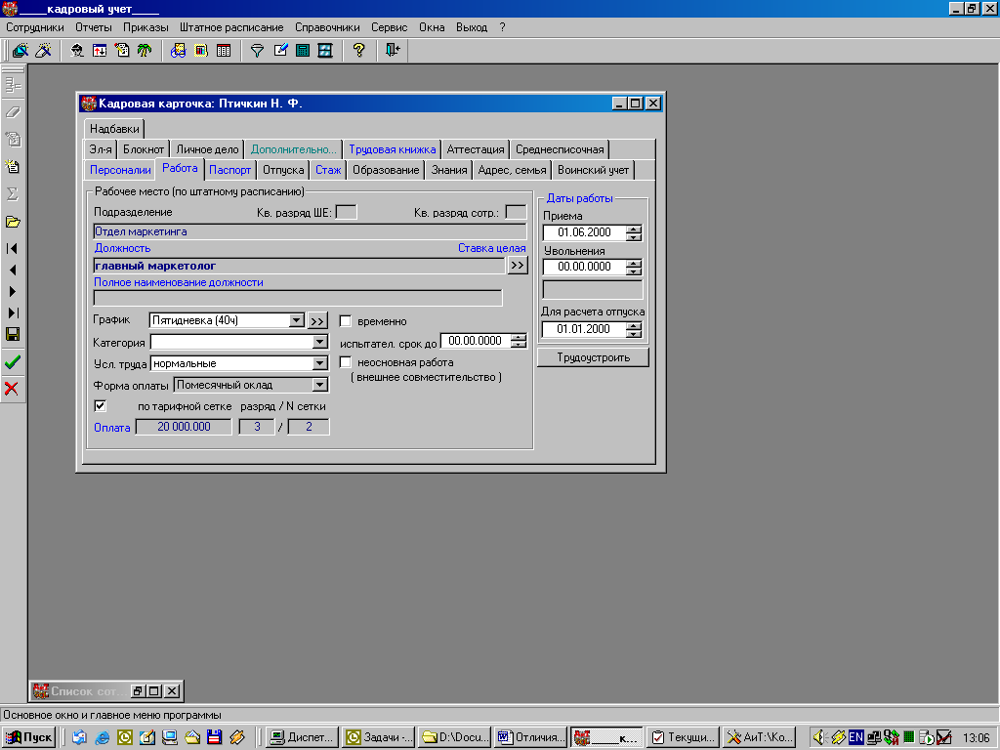 ____кадровый учет____
Сотрудники Отчеты Приказы Штатное расписание Справочники Сервис Окна Выход ?
Кадровая карточка: Птичкин Н. Ф.
Надбавки
Эл-я Блокнот Личное дело Дополнительно... Трудовая книжка Аттестация Среднесписочная
Персоналии Работа Паспорт Отпуска Стаж Образование Знания Адрес, семья Воинский учет
Рабочее место (по штатному расписанию)
Подразделение Кв. разряд ШЕ: Кв. разряд сотр.:
Отдел маркетинга
Должность Ставка целая
главный маркетолог >>
Полное наименование должности
График Пятидневка (40ч) >> временно
Категория испытател. срок до 00.00.0000
Усл. труда нормальные неосновная работа
( внешнее совместительство )
Форма оплаты Помесячный оклад
по тарифной сетке разряд / N сетки
Оплата 20 000.000 3 / 2
Даты работы
Приема
01.06.2000
Увольнения
00.00.0000
Для расчета отпуска
01.01.2000
Трудоустроить
Список сот...
Основное окно и главное меню программы
Пуск Диспет... Задачи -... D:\Docu... Отличия... ____к... Текущи... АиТ:\Ко... EN 13:06